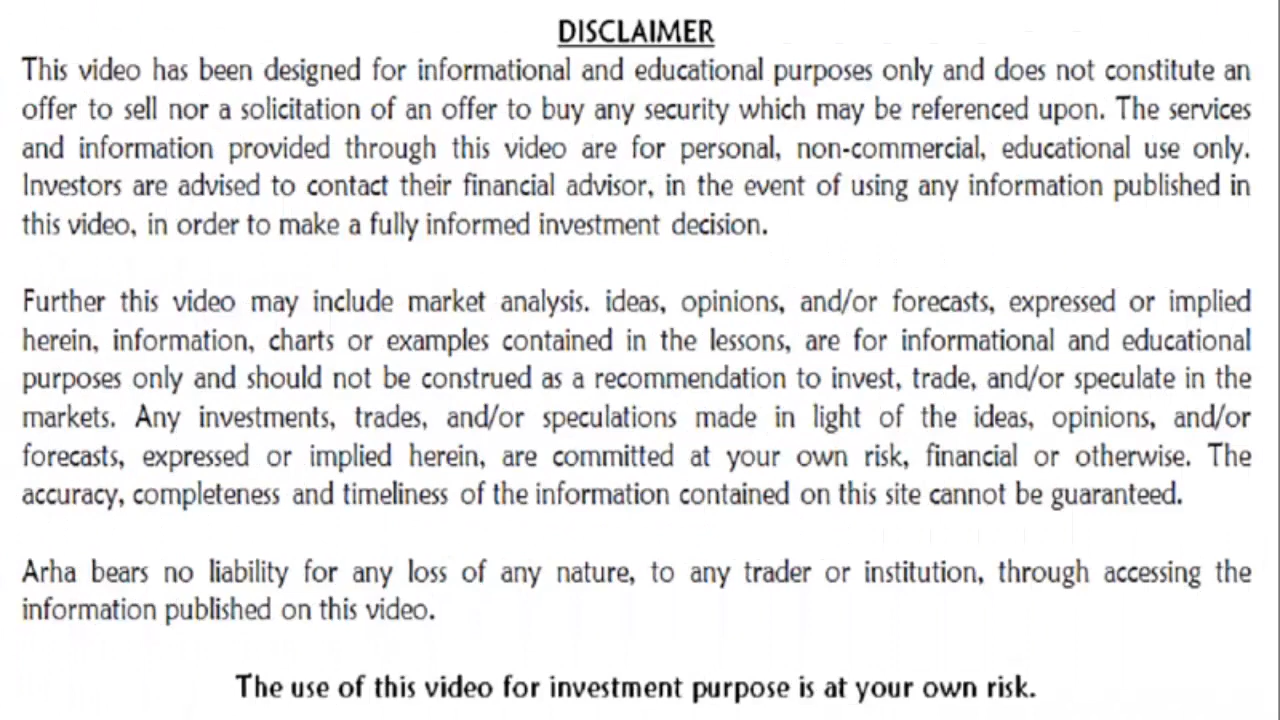 DISCLAIMER
This video has been designed for informational and educational purposes only and does not constitute an
offer to sell nor a solicitation of an offer to buy any security which may be referenced upon. The services
and information provided through this video are for personal, non-commercial, educational use only.
Investors are advised to contact their financial advisor, in the event of using any information published in
this video, in order to make a fully informed investment decision.
Further this video may include market analysis. ideas, opinions, and/or forecasts, expressed or implied
herein, information, charts or examples contained in the lessons, are for informational and educational
purposes only and should not be construed as a recommendation to invest, trade, and/or speculate in the
markets. Any investments, trades, and/or speculations made in light of the ideas, opinions, and/or
forecasts, expressed or implied herein, are committed at your own risk, financial or otherwise. The
accuracy, completeness and timeliness of the information contained on this site cannot be guaranteed.
Arha bears no liability for any loss of any nature, to any trader or institution, through accessing the
information published on this video.
The use of this video for investment purpose is at your own risk.